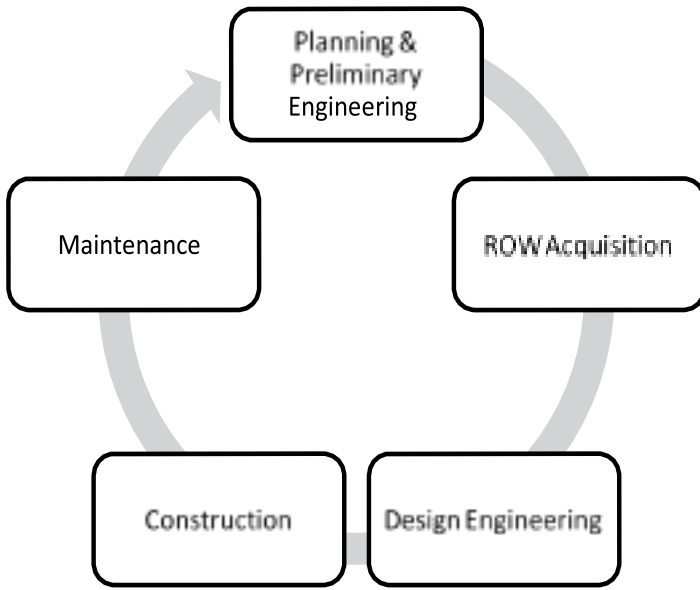 Planning &
Preliminary
Engineering
Maintenance
ROW Acquisition
Construction
Design Engineering